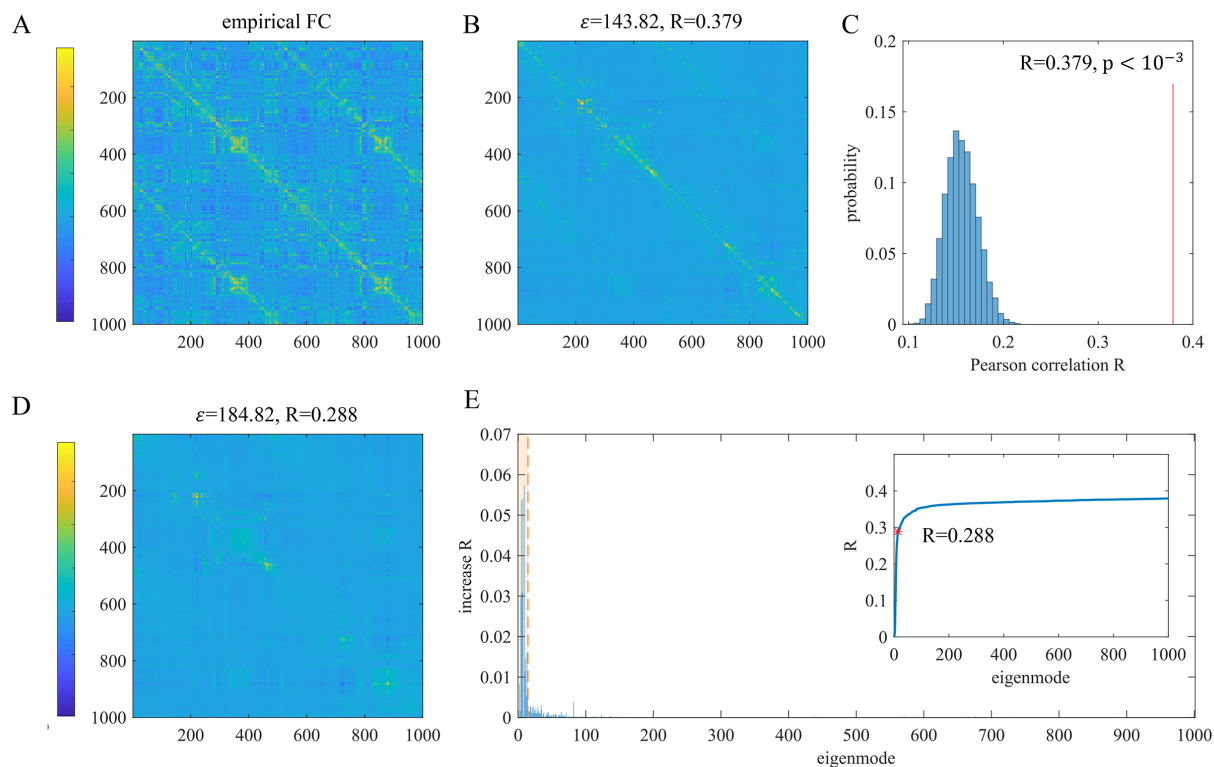 A
empirical FC
200
400
600
800
1000
200 400 600 800 1000
B
ε=143.82, R=0.379
200
400
600
800
1000
200 400 600 800 1000
C
R=0.379, p < 10⁻³
0.2
0.15
0.1
0.05
0
probability
0.1 0.2 0.3 0.4
Pearson correlation R
D
ε=184.82, R=0.288
200
400
600
800
1000
200 400 600 800 1000
E
0.07
0.06
0.05
0.04
0.03
0.02
0.01
0
increase R
0 100 200 300 400 500 600 700 800 900 1000
eigenmode
0.4
0.3
0.2
0.1
0
R
R=0.288
0 200 400 600 800 1000
eigenmode